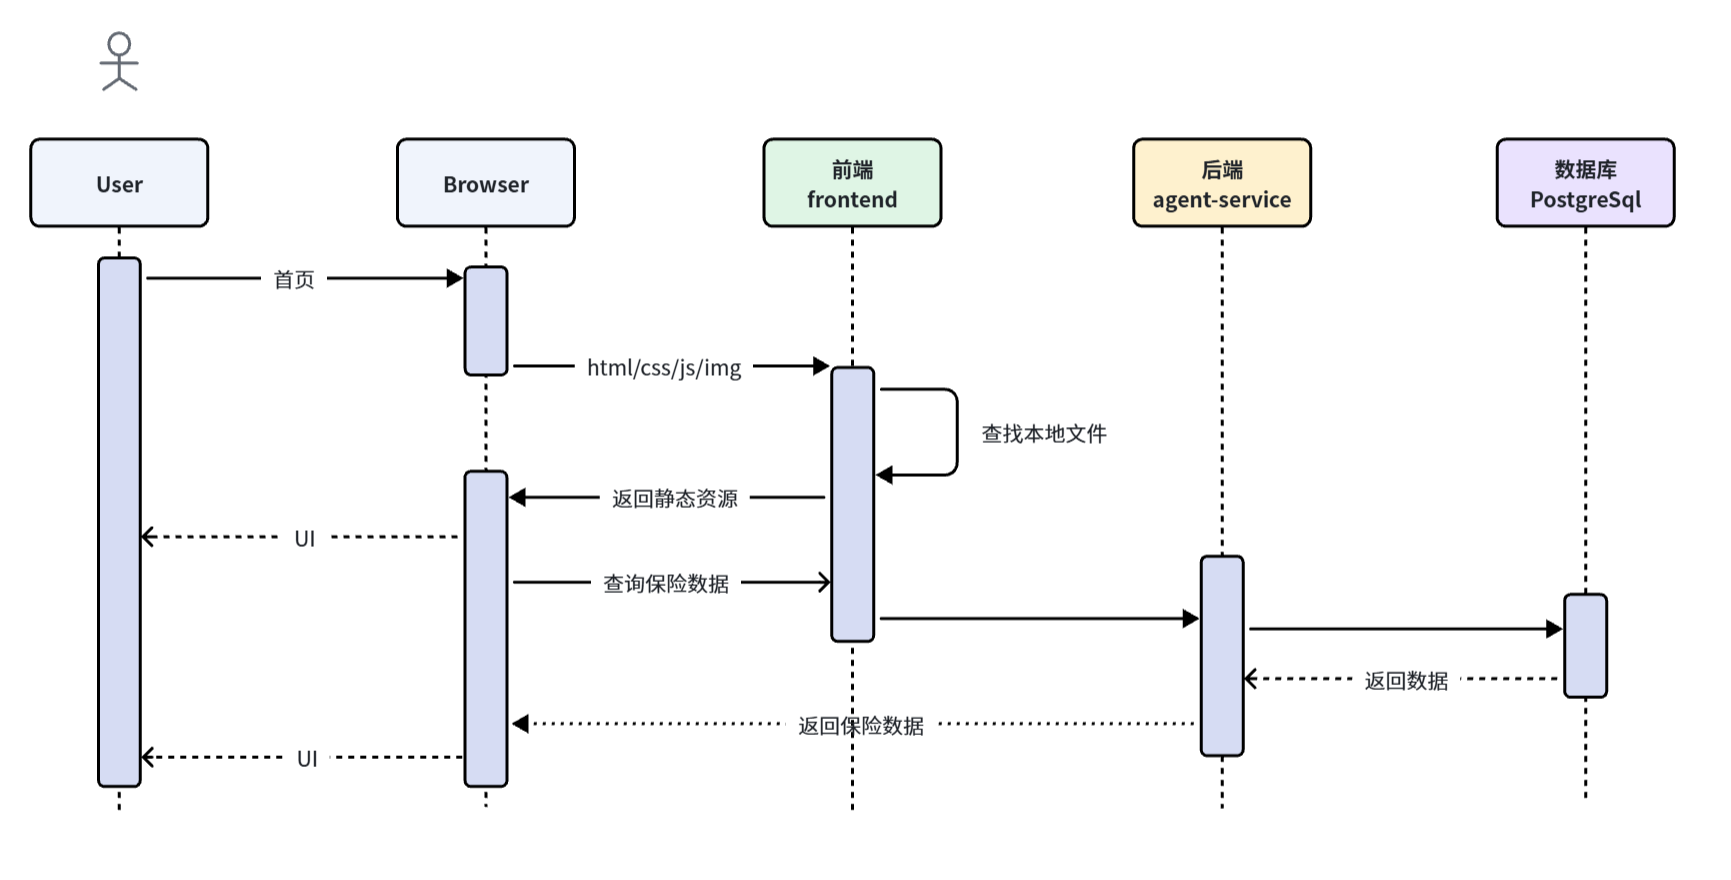 User
Browser
前端
frontend
后端
agent-service
数据库
PostgreSql
首页
html/css/js/img
查找本地文件
返回静态资源
UI
查询保险数据
返回数据
返回保险数据
UI